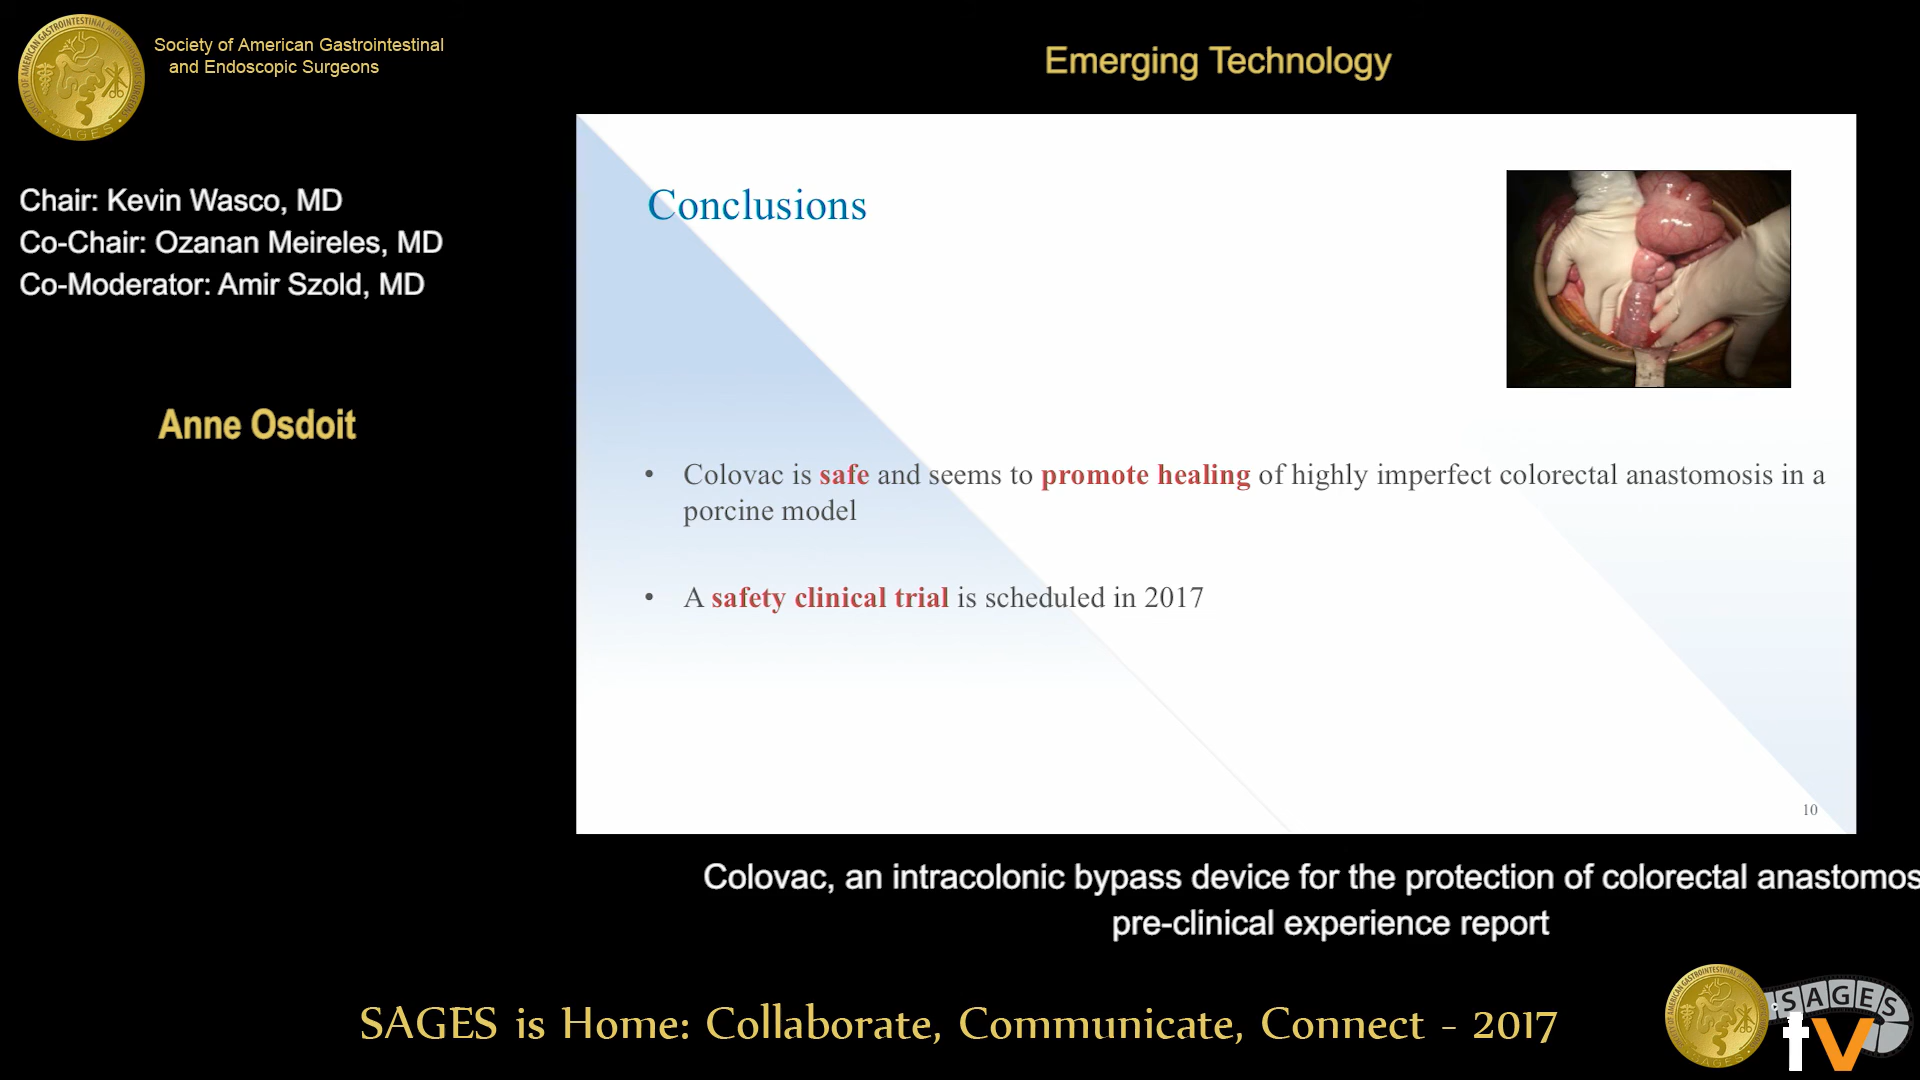 Society of American Gastrointestinal
and Endoscopic Surgeons
Emerging Technology
Chair: Kevin Wasco, MD
Co-Chair: Ozanan Meireles, MD
Co-Moderator: Amir Szold, MD
Anne Osdoit
Conclusions
• Colovac is safe and seems to promote healing of highly imperfect colorectal anastomosis in a
porcine model
• A safety clinical trial is scheduled in 2017
10
Colovac, an intracolonic bypass device for the protection of colorectal anastomos
pre-clinical experience report
SAGES is Home: Collaborate, Communicate, Connect - 2017
SAGES
tv